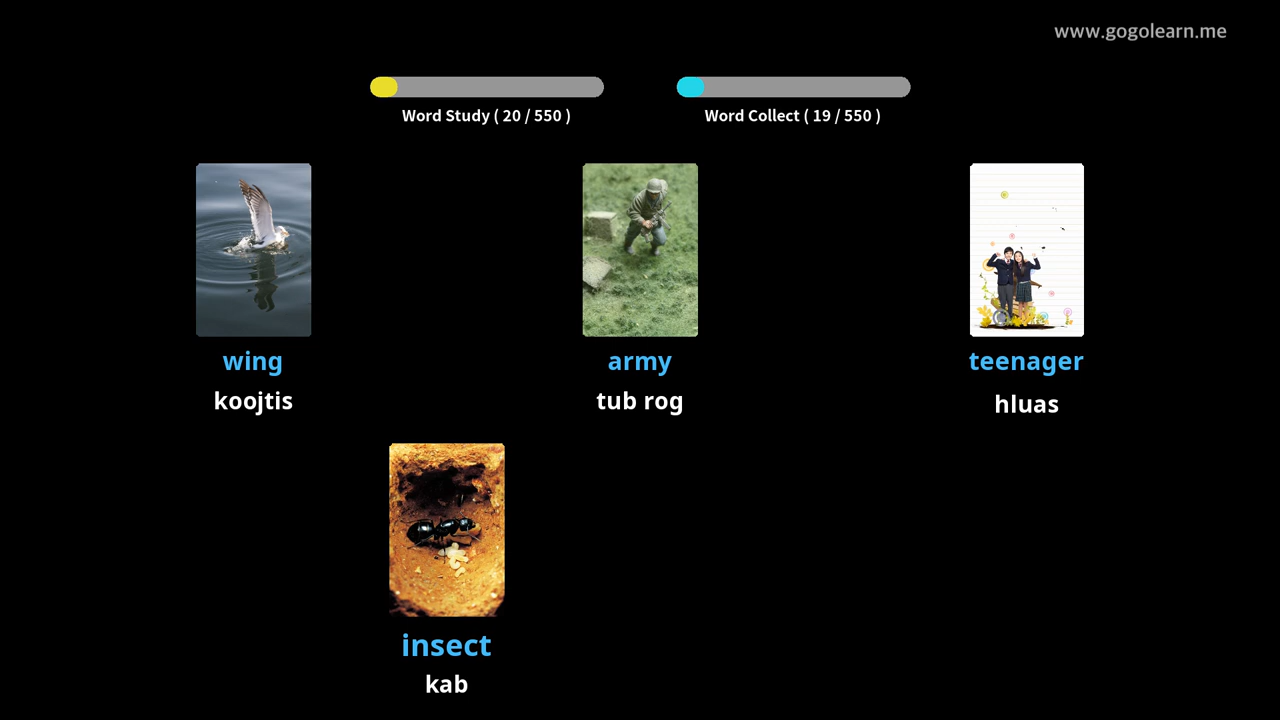 www.gogolearn.me
Word Study ( 20 / 550 )
Word Collect ( 19 / 550 )
wing
army
teenager
koojtis
tub rog
hluas
insect
kab